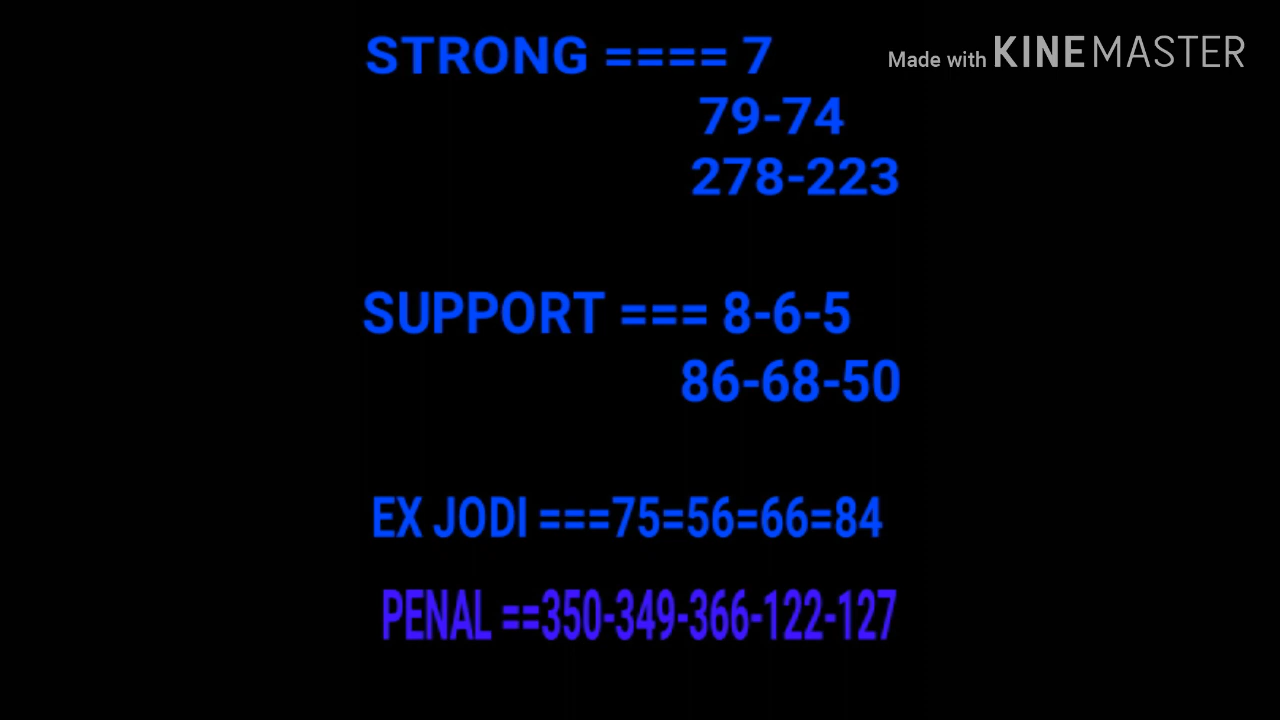 STRONG ==== 7
Made with KINEMASTER
79-74
278-223
SUPPORT === 8-6-5
86-68-50
EX JODI ===75=56=66=84
PENAL ==350-349-366-122-127